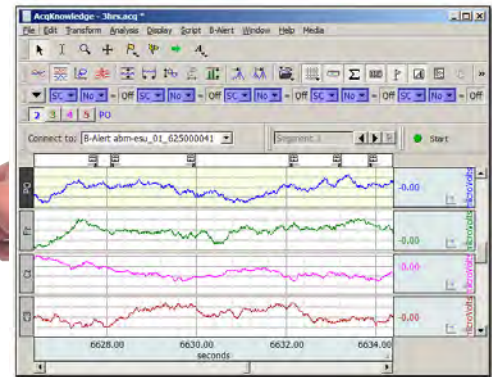 AcqKnowledge - 3hrs.acq *
File Edit Transform Analysis Display Script B-Alert Window Help Media
SC No = Off SC No = Off SC No = Off SC No = Off SC No
2 3 4 5 PO
Connect to: B-Alert abm-esu_01_625000041 Segment 3 Start
PO -0.00 microVolts
Fz -0.00 microVolts
Cz -0.00 microVolts
C3 -0.00 microVolts
6628.00 6630.00 6632.00 6634.00
seconds